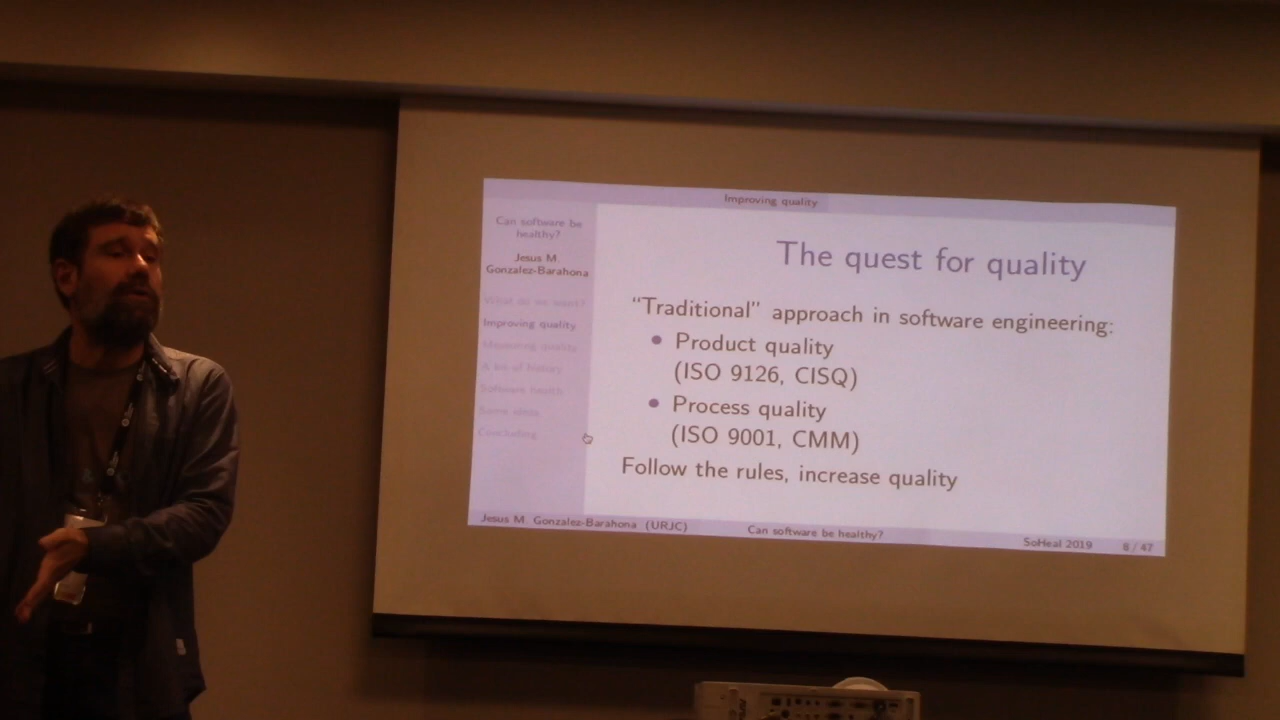 Improving quality
Can software be
healthy?
Jesus M.
Gonzalez-Barahona
What do we want?
Improving quality
Measuring quality
A bit of history
Software health
Some ideas
Concluding
The quest for quality
“Traditional” approach in software engineering:
• Product quality
(ISO 9126, CISQ)
• Process quality
(ISO 9001, CMM)
Follow the rules, increase quality
Jesus M. Gonzalez-Barahona (URJC)
Can software be healthy?
SoHeal 2019
8 / 47